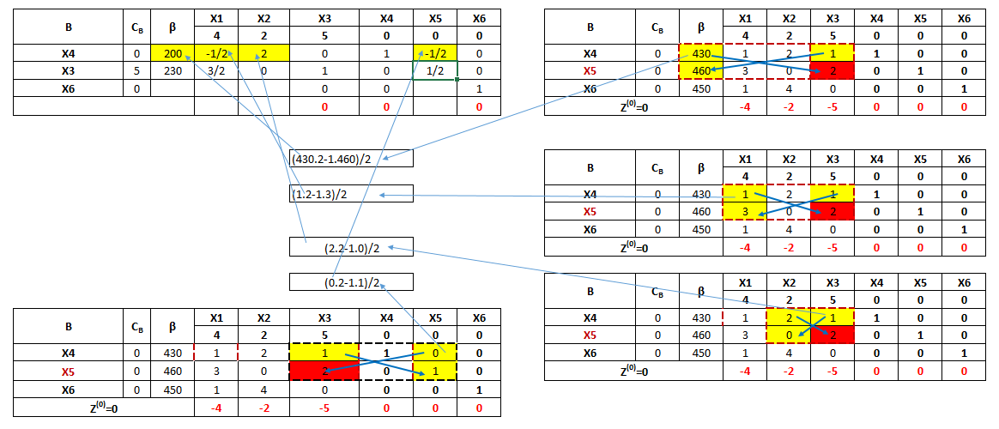 B C_B β X1 X2 X3 X4 X5 X6
4 2 5 0 0 0
X4 0 200 -1/2 2 0 1 -1/2 0
X3 5 230 3/2 0 1 0 1/2 0
X6 0 0 0 1
0 0 0
B C_B β X1 X2 X3 X4 X5 X6
4 2 5 0 0 0
X4 0 430 1 2 1 1 0 0
X5 0 460 3 0 2 0 1 0
X6 0 450 1 4 0 0 0 1
Z^(0)=0 -4 -2 -5 0 0 0
(430.2-1.460)/2
(1.2-1.3)/2
(2.2-1.0)/2
(0.2-1.1)/2
B C_B β X1 X2 X3 X4 X5 X6
4 2 5 0 0 0
X4 0 430 1 2 1 1 0 0
X5 0 460 3 0 2 0 1 0
X6 0 450 1 4 0 0 0 1
Z^(0)=0 -4 -2 -5 0 0 0
B C_B β X1 X2 X3 X4 X5 X6
4 2 5 0 0 0
X4 0 430 1 2 1 1 0 0
X5 0 460 3 0 2 0 1 0
X6 0 450 1 4 0 0 0 1
Z^(0)=0 -4 -2 -5 0 0 0
B C_B β X1 X2 X3 X4 X5 X6
4 2 5 0 0 0
X4 0 430 1 2 1 1 0 0
X5 0 460 3 0 2 0 1 0
X6 0 450 1 4 0 0 0 1
Z^(0)=0 -4 -2 -5 0 0 0